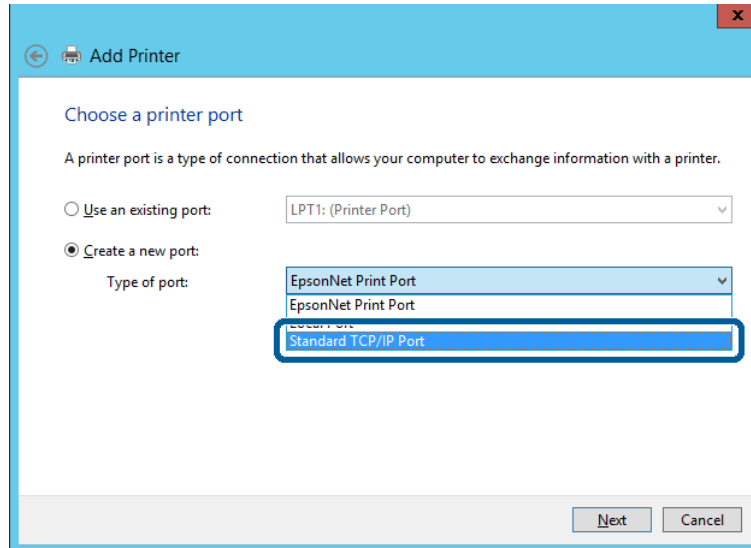 x
Add Printer
Choose a printer port
A printer port is a type of connection that allows your computer to exchange information with a printer.
Use an existing port: LPT1: (Printer Port)
Create a new port:
Type of port: EpsonNet Print Port
EpsonNet Print Port
Local Port
Standard TCP/IP Port
Next Cancel